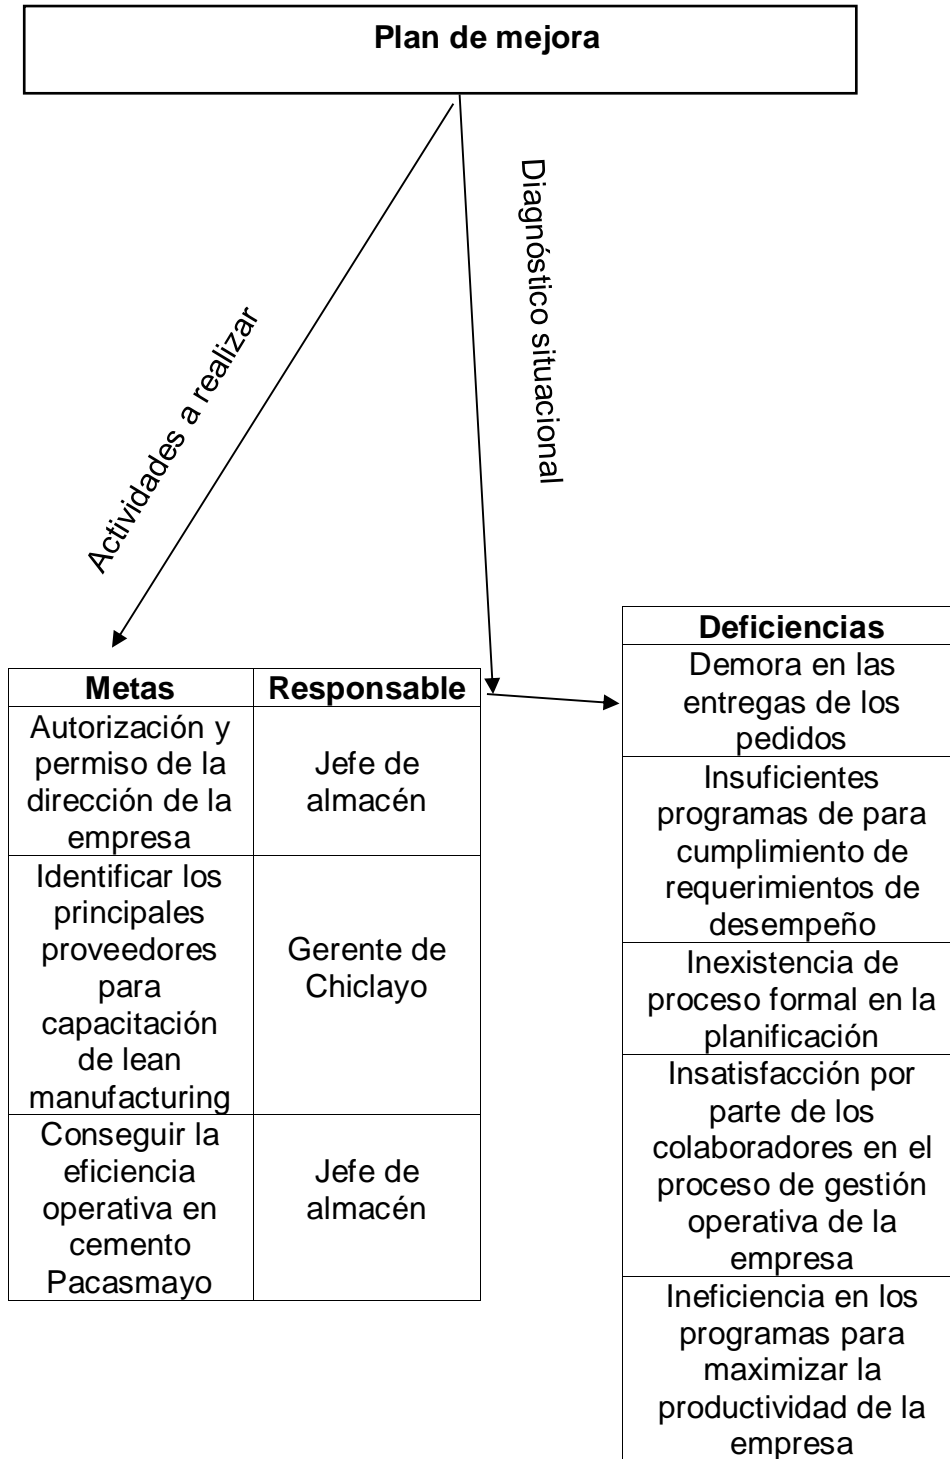 Plan de mejora
Diagnóstico situacional
Actividades a realizar
Metas
Responsable
Autorización y
permiso de la
dirección de la
empresa
Jefe de
almacén
Identificar los
principales
proveedores
para
capacitación
de lean
manufacturing
Gerente de
Chiclayo
Conseguir la
eficiencia
operativa en
cemento
Pacasmayo
Jefe de
almacén
Deficiencias
Demora en las
entregas de los
pedidos
Insuficientes
programas de para
cumplimiento de
requerimientos de
desempeño
Inexistencia de
proceso formal en la
planificación
Insatisfacción por
parte de los
colaboradores en el
proceso de gestión
operativa de la
empresa
Ineficiencia en los
programas para
maximizar la
productividad de la
empresa